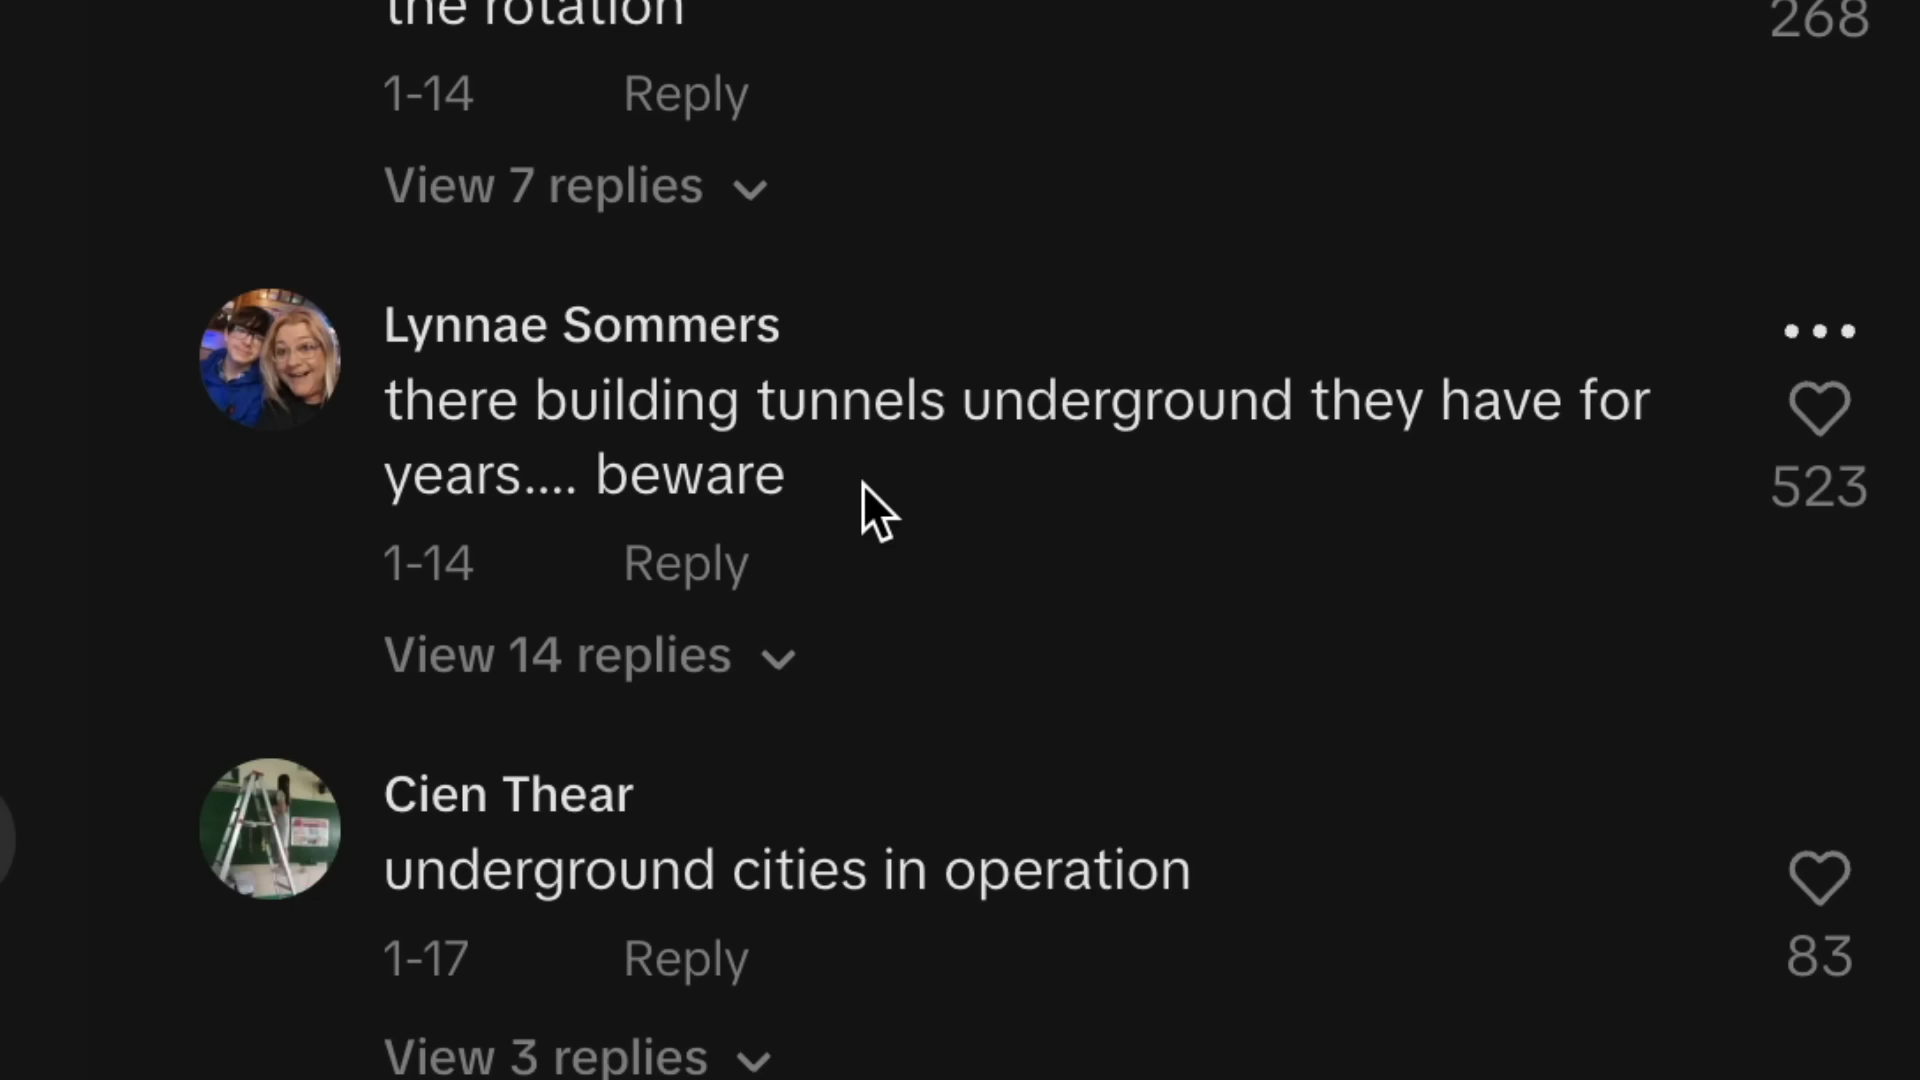 the rotation
268
1-14 Reply
View 7 replies
Lynnae Sommers
there building tunnels underground they have for
years.... beware
523
1-14 Reply
View 14 replies
Cien Thear
underground cities in operation
83
1-17 Reply
View 3 replies